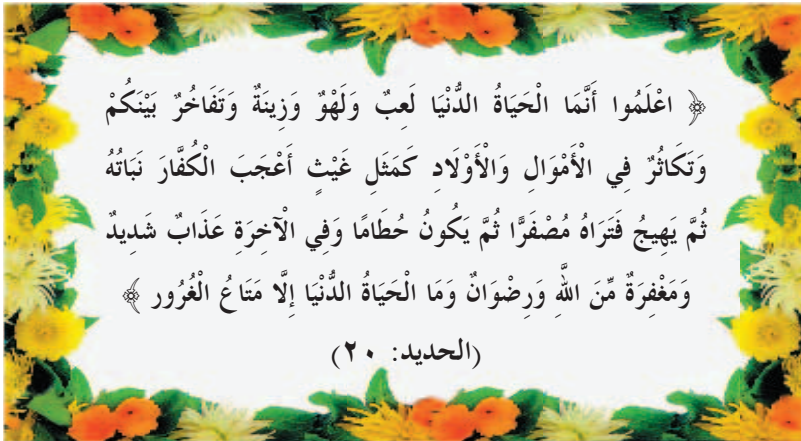 ﴿ اعْلَمُوا أَنَّمَا الْحَيَاةُ الدُّنْيَا لَعِبٌ وَلَهْوٌ وَزِينَةٌ وَتَفَاخُرٌ بَيْنَكُمْ
وَتَكَاثُرٌ فِي الْأَمْوَالِ وَالْأَوْلَادِ كَمَثَلِ غَيْثٍ أَعْجَبَ الْكُفَّارَ نَبَاتُهُ
ثُمَّ يَهِيجُ فَتَرَاهُ مُصْفَرًّا ثُمَّ يَكُونُ حُطَامًا وَفِي الْآخِرَةِ عَذَابٌ شَدِيدٌ
وَمَغْفِرَةٌ مِّنَ اللَّهِ وَرِضْوَانٌ وَمَا الْحَيَاةُ الدُّنْيَا إِلَّا مَتَاعُ الْغُرُورِ ﴾
(الحديد: ٢٠)